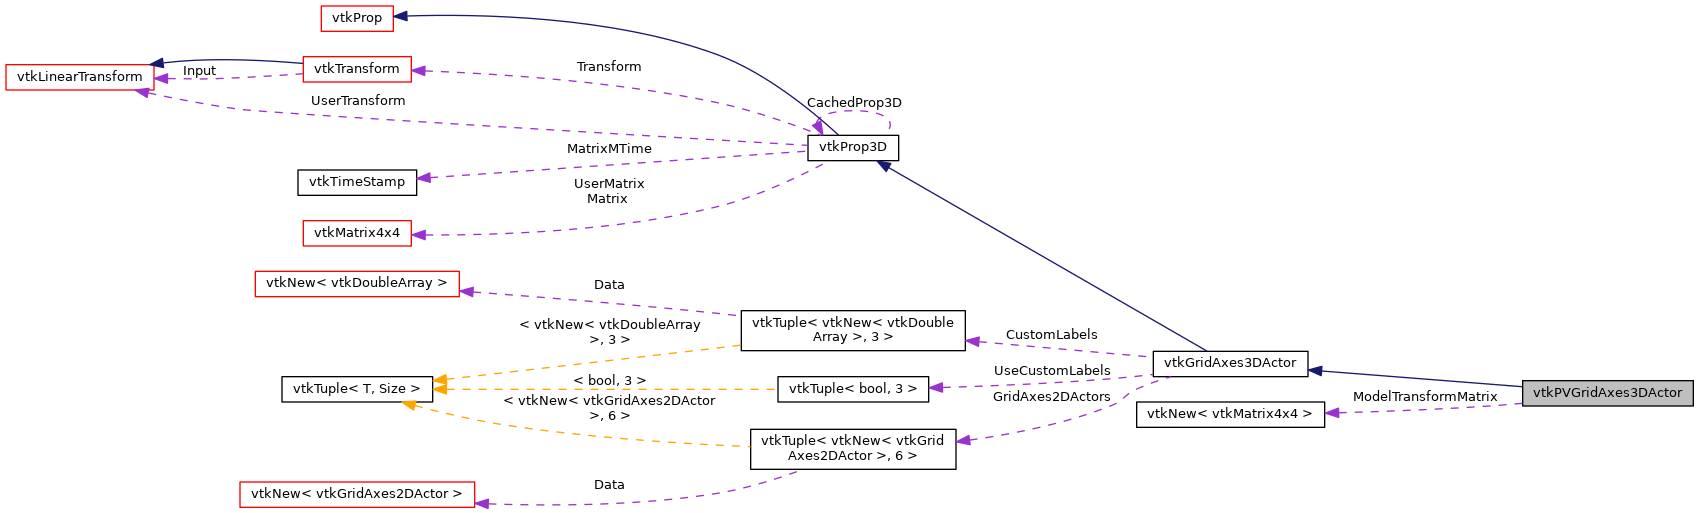 vtkProp
vtkLinearTransform
Input
vtkTransform
Transform
UserTransform
CachedProp3D
vtkProp3D
MatrixMTime
vtkTimeStamp
UserMatrix
Matrix
vtkMatrix4x4
vtkNew< vtkDoubleArray >
Data
< vtkNew< vtkDoubleArray
>, 3 >
vtkTuple< vtkNew< vtkDouble
Array >, 3 >
CustomLabels
vtkGridAxes3DActor
vtkTuple< T, Size >
< bool, 3 >
vtkTuple< bool, 3 >
UseCustomLabels
GridAxes2DActors
vtkPVGridAxes3DActor
ModelTransformMatrix
vtkNew< vtkMatrix4x4 >
< vtkNew< vtkGridAxes2DActor
>, 6 >
vtkTuple< vtkNew< vtkGrid
Axes2DActor >, 6 >
Data
vtkNew< vtkGridAxes2DActor >